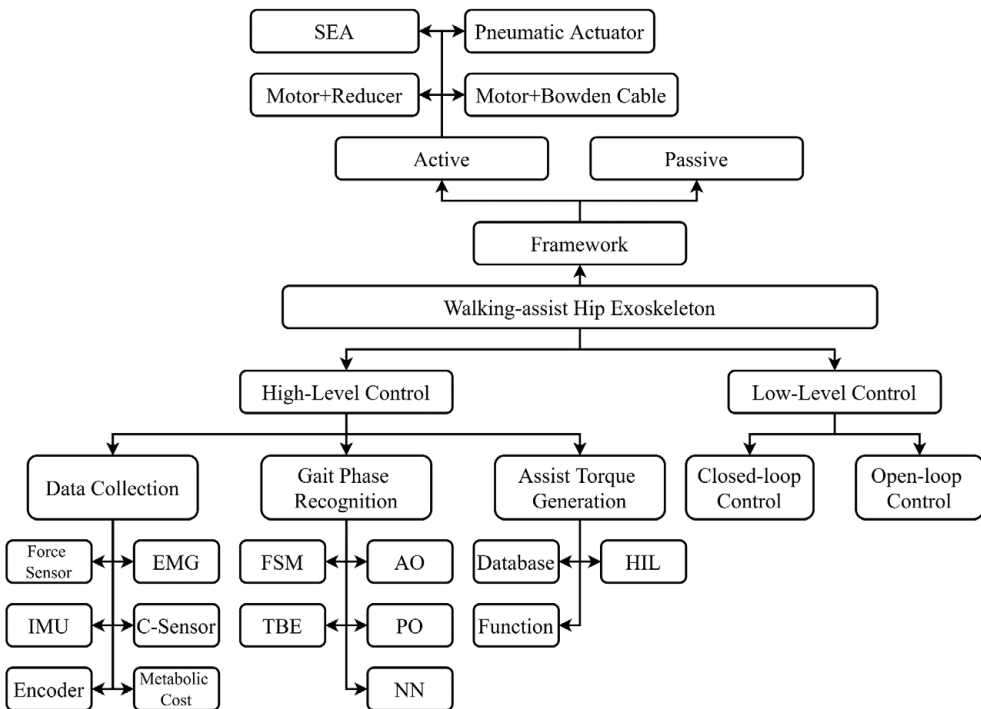 SEA
Pneumatic Actuator
Motor+Reducer
Motor+Bowden Cable
Active
Passive
Framework
Walking-assist Hip Exoskeleton
High-Level Control
Low-Level Control
Data Collection
Gait Phase
Recognition
Assist Torque
Generation
Closed-loop
Control
Open-loop
Control
Force
Sensor
EMG
IMU
C-Sensor
Encoder
Metabolic
Cost
FSM
AO
TBE
PO
NN
Database
HIL
Function